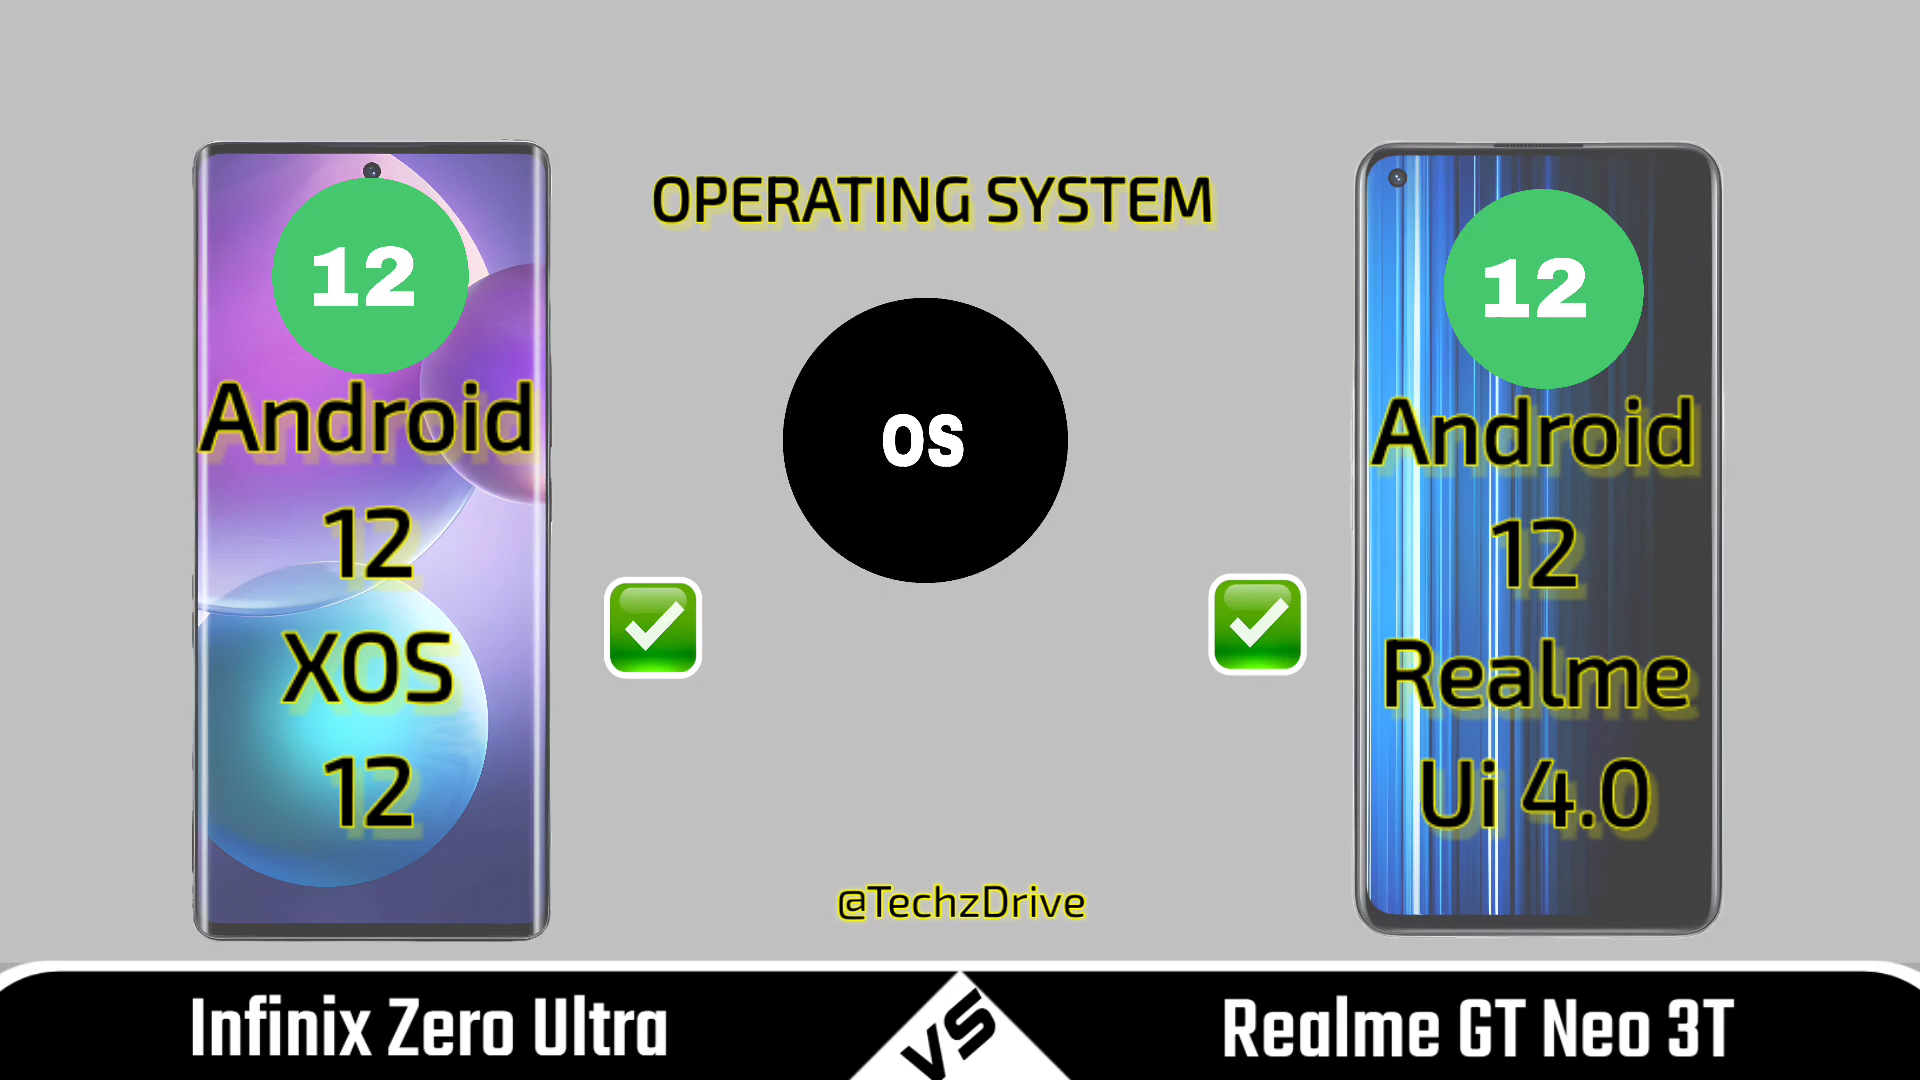 OPERATING SYSTEM
12
Android
12
XOS
12
OS
12
Android
12
Realme
Ui 4.0
@TechzDrive
Infinix Zero Ultra
VS
Realme GT Neo 3T